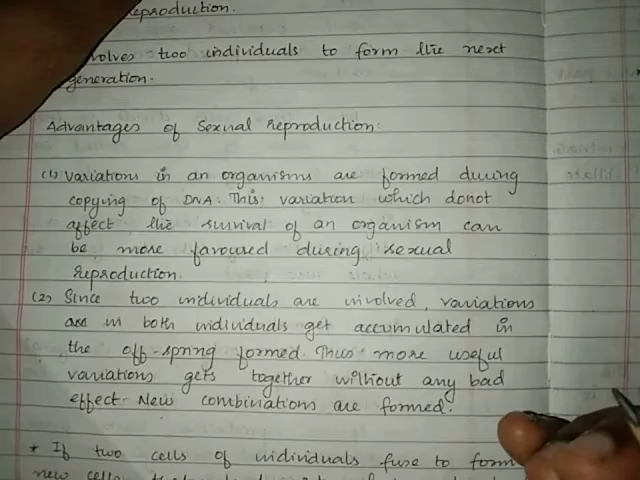 Reproduction.
involves two individuals to form the next
generation.
Advantages of Sexual Reproduction:
(1) Variations in an organisms are formed during
copying of DNA. This variation which donot
affect the survival of an organism can
be more favoured during sexual
reproduction.
(2) Since two individuals are involved, variations
are in both individuals get accumulated in
the off-spring formed. Thus more useful
variations gets together without any bad
effect. New combinations are formed.
* If two cells of individuals fuse to form
new cells